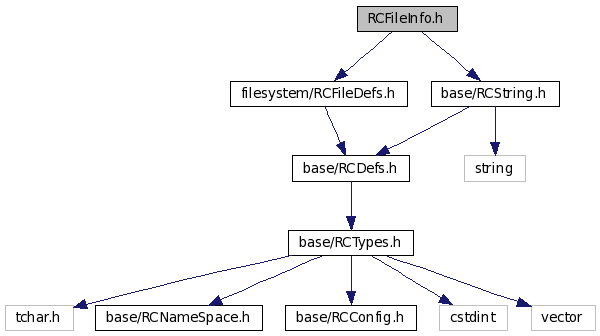 RCFileInfo.h
filesystem/RCFileDefs.h
base/RCString.h
base/RCDefs.h
string
base/RCTypes.h
tchar.h
base/RCNameSpace.h
base/RCConfig.h
cstdint
vector